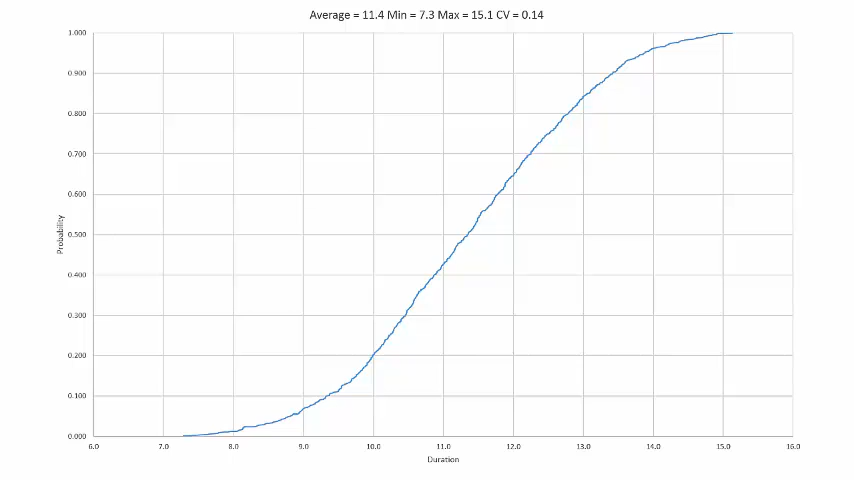 Average = 11.4 Min = 7.3 Max = 15.1 CV = 0.14
1.000
0.900
0.800
0.700
0.600
0.500
0.400
0.300
0.200
0.100
0.000
Probability
6.0 7.0 8.0 9.0 10.0 11.0 12.0 13.0 14.0 15.0 16.0
Duration